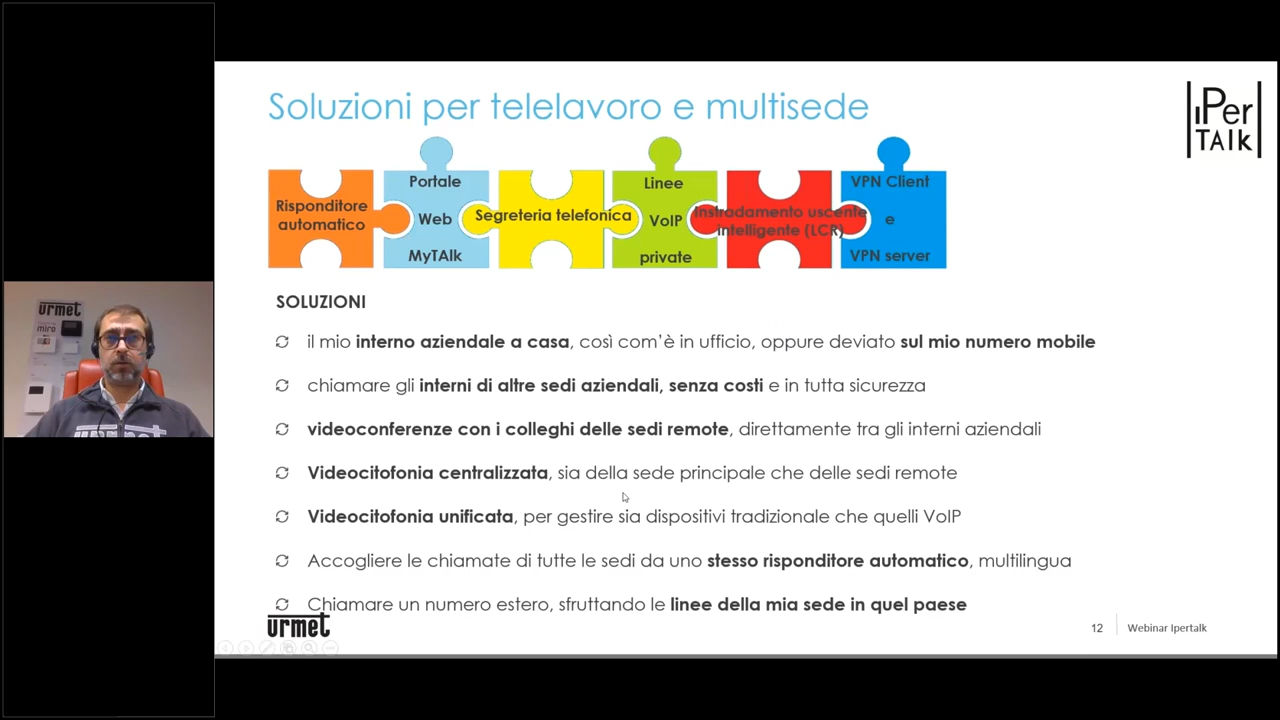 Soluzioni per telelavoro e multisede
iPer
TAlk
Risponditore
automatico
Portale
Web
MyTAlk
Segreteria telefonica
Linee
VoIP
private
Instradamento uscente
intelligente (LCR)
VPN Client
e
VPN server
SOLUZIONI
il mio interno aziendale a casa, così com'è in ufficio, oppure deviato sul mio numero mobile
chiamare gli interni di altre sedi aziendali, senza costi e in tutta sicurezza
videoconferenze con i colleghi delle sedi remote, direttamente tra gli interni aziendali
Videocitofonia centralizzata, sia della sede principale che delle sedi remote
Videocitofonia unificata, per gestire sia dispositivi tradizionale che quelli VoIP
Accogliere le chiamate di tutte le sedi da uno stesso risponditore automatico, multilingua
Chiamare un numero estero, sfruttando le linee della mia sede in quel paese
urmet
12
Webinar Ipertalk
urmet
miro
urmet